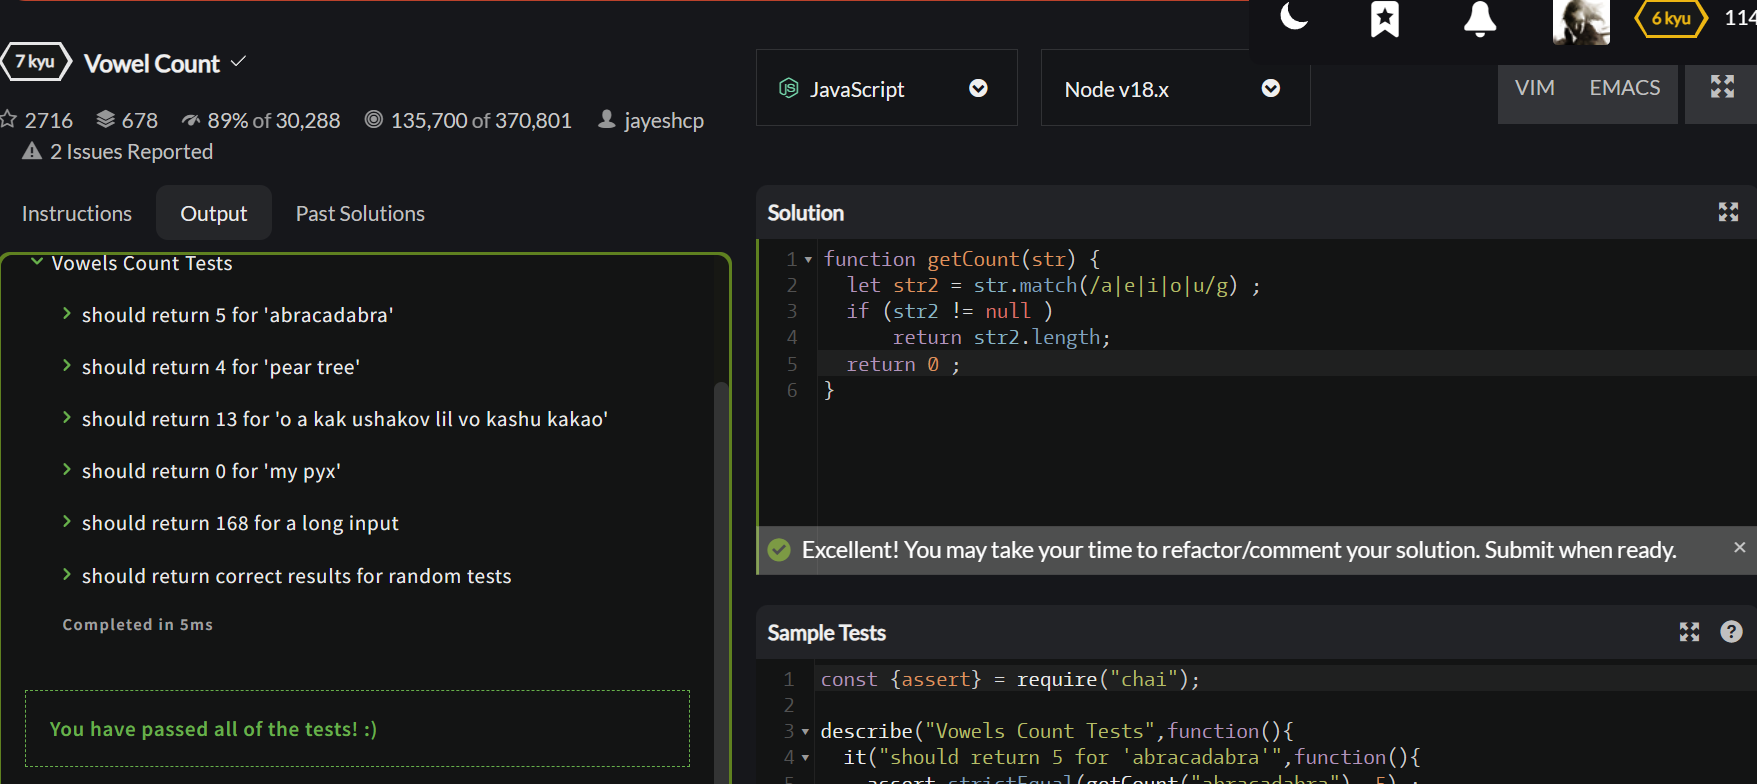 6 kyu 114
7 kyu Vowel Count
JavaScript
Node v18.x
VIM EMACS
2716 678 89% of 30,288 135,700 of 370,801 jayeshcp
2 Issues Reported
Instructions Output Past Solutions
Vowels Count Tests
should return 5 for 'abracadabra'
should return 4 for 'pear tree'
should return 13 for 'o a kak ushakov lil vo kashu kakao'
should return 0 for 'my pyx'
should return 168 for a long input
should return correct results for random tests
Completed in 5ms
You have passed all of the tests! :)
Solution
1 function getCount(str) {
2 let str2 = str.match(/a|e|i|o|u/g) ;
3 if (str2 != null )
4 return str2.length;
5 return 0 ;
6 }
Excellent! You may take your time to refactor/comment your solution. Submit when ready.
Sample Tests
1 const {assert} = require("chai");
2
3 describe("Vowels Count Tests",function(){
4 it("should return 5 for 'abracadabra'",function(){
5 assert.strictEqual(getCount("abracadabra"), 5) ;